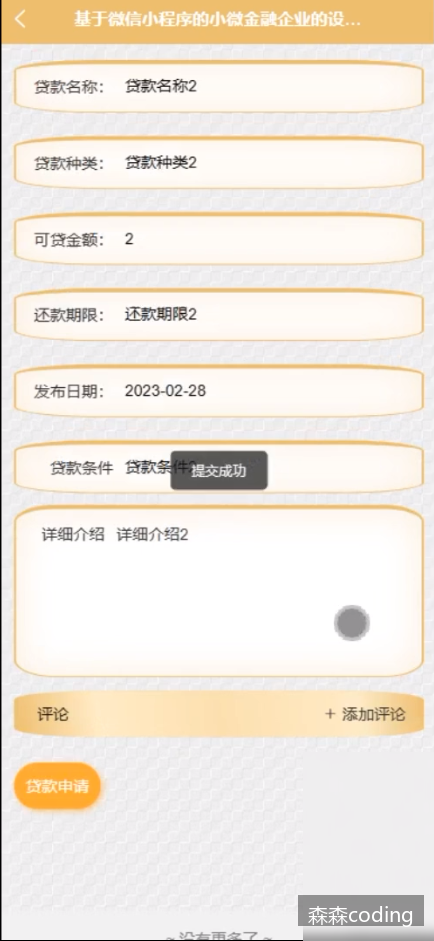 基于微信小程序的小微金融企业的设...
贷款名称： 贷款名称2
贷款种类： 贷款种类2
可贷金额： 2
还款期限： 还款期限2
发布日期： 2023-02-28
贷款条件 贷款条件2
提交成功
详细介绍 详细介绍2
评论 + 添加评论
贷款申请
~ 没有更多了 ~
森森coding